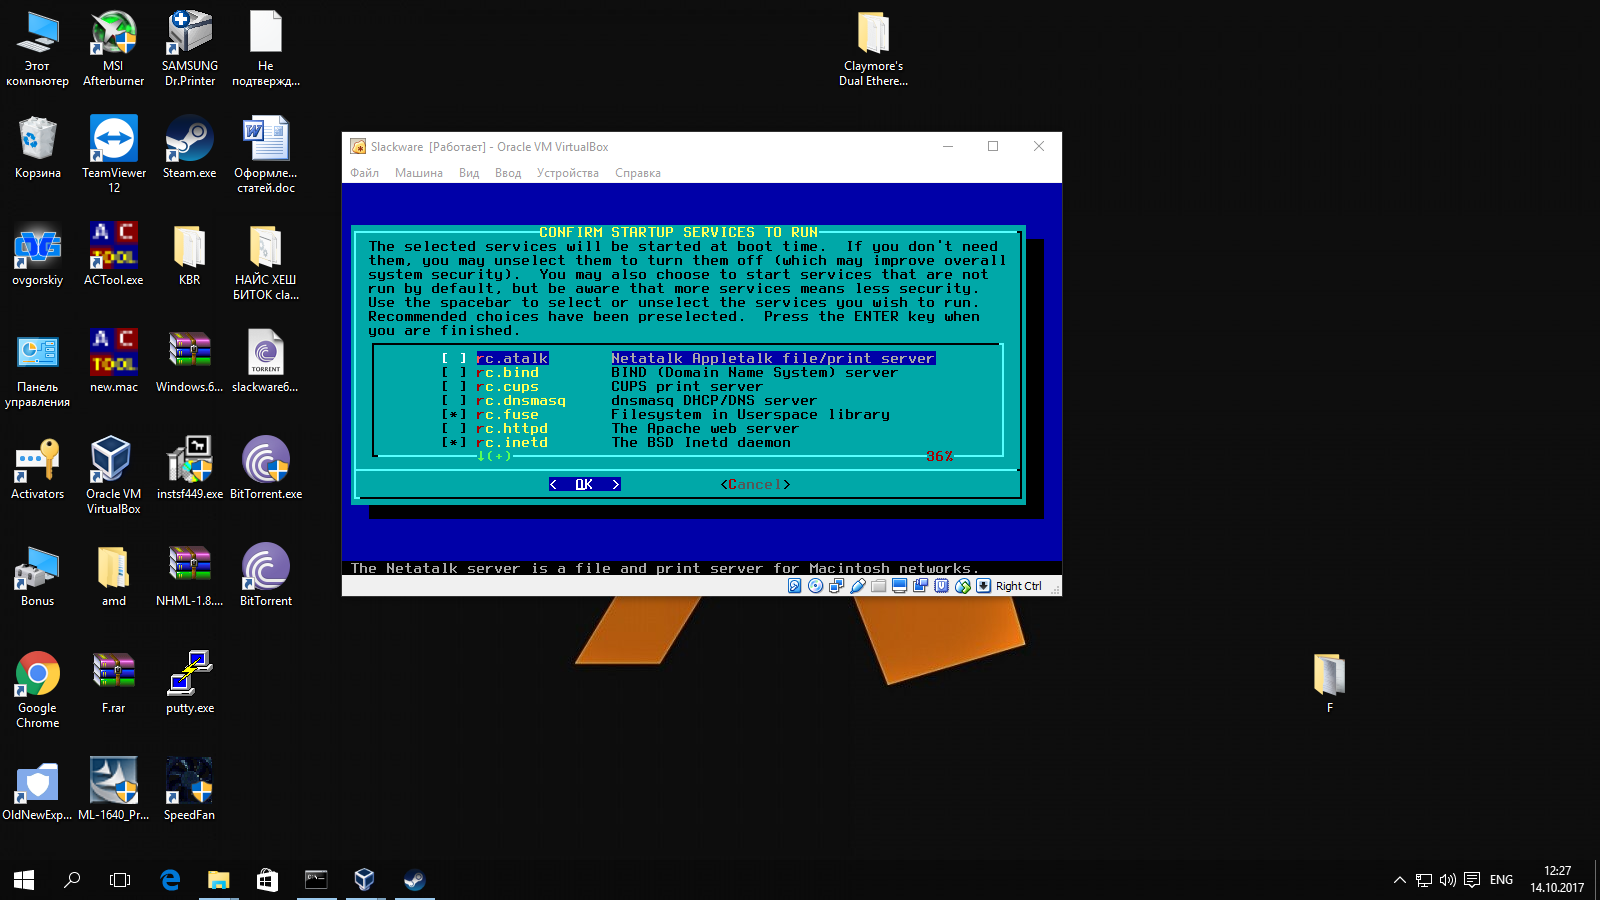 Этот компьютер
MSI Afterburner
SAMSUNG Dr.Printer
Не подтвержд...
Claymore's Dual Ethere...
Корзина
TeamViewer 12
Steam.exe
Оформле... статей.doc
ovgorskiy
ACTool.exe
KBR
НАЙС ХЕШ БИТОК cla...
Панель управления
new.mac
Windows.6...
slackware6...
Activators
Oracle VM VirtualBox
instsf449.exe
BitTorrent.exe
Bonus
amd
NHML-1.8....
BitTorrent
Google Chrome
F.rar
putty.exe
OldNewExp...
ML-1640_Pr...
SpeedFan
F
A C
TOOL
A C
TOOL
TORRENT
Slackware [Работает] - Oracle VM VirtualBox
Файл Машина Вид Ввод Устройства Справка
CONFIRM STARTUP SERVICES TO RUN
The selected services will be started at boot time. If you don't need
them, you may unselect them to turn them off (which may improve overall
system security). You may also choose to start services that are not
run by default, but be aware that more services means less security.
Use the spacebar to select or unselect the services you wish to run.
Recommended choices have been preselected. Press the ENTER key when
you are finished.
[ ] rc.atalk Netatalk Appletalk file/print server
[ ] rc.bind BIND (Domain Name System) server
[ ] rc.cups CUPS print server
[ ] rc.dnsmasq dnsmasq DHCP/DNS server
[*] rc.fuse Filesystem in Userspace library
[ ] rc.httpd The Apache web server
[*] rc.inetd The BSD Inetd daemon
↓(+) 36%
< OK > <Cancel>
The Netatalk server is a file and print server for Macintosh networks.
Right Ctrl
ENG
12:27
14.10.2017